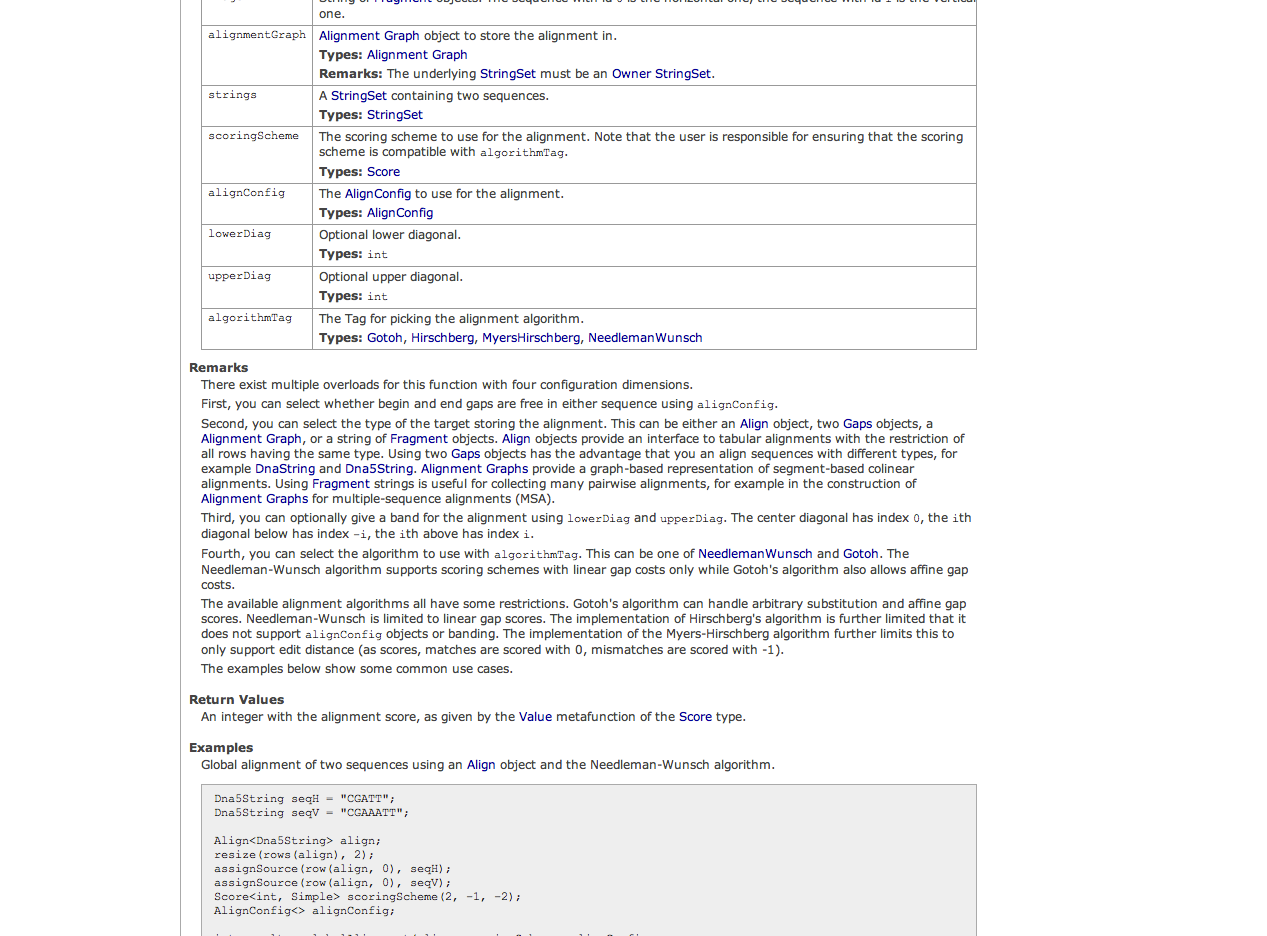 one.
alignmentGraph
Alignment Graph object to store the alignment in.
Types: Alignment Graph
Remarks: The underlying StringSet must be an Owner StringSet.
strings
A StringSet containing two sequences.
Types: StringSet
scoringScheme
The scoring scheme to use for the alignment. Note that the user is responsible for ensuring that the scoring
scheme is compatible with algorithmTag.
Types: Score
alignConfig
The AlignConfig to use for the alignment.
Types: AlignConfig
lowerDiag
Optional lower diagonal.
Types: int
upperDiag
Optional upper diagonal.
Types: int
algorithmTag
The Tag for picking the alignment algorithm.
Types: Gotoh, Hirschberg, MyersHirschberg, NeedlemanWunsch
Remarks
There exist multiple overloads for this function with four configuration dimensions.
First, you can select whether begin and end gaps are free in either sequence using alignConfig.
Second, you can select the type of the target storing the alignment. This can be either an Align object, two Gaps objects, a
Alignment Graph, or a string of Fragment objects. Align objects provide an interface to tabular alignments with the restriction of
all rows having the same type. Using two Gaps objects has the advantage that you an align sequences with different types, for
example DnaString and Dna5String. Alignment Graphs provide a graph-based representation of segment-based colinear
alignments. Using Fragment strings is useful for collecting many pairwise alignments, for example in the construction of
Alignment Graphs for multiple-sequence alignments (MSA).
Third, you can optionally give a band for the alignment using lowerDiag and upperDiag. The center diagonal has index 0, the ith
diagonal below has index -i, the ith above has index i.
Fourth, you can select the algorithm to use with algorithmTag. This can be one of NeedlemanWunsch and Gotoh. The
Needleman-Wunsch algorithm supports scoring schemes with linear gap costs only while Gotoh's algorithm also allows affine gap
costs.
The available alignment algorithms all have some restrictions. Gotoh's algorithm can handle arbitrary substitution and affine gap
scores. Needleman-Wunsch is limited to linear gap scores. The implementation of Hirschberg's algorithm is further limited that it
does not support alignConfig objects or banding. The implementation of the Myers-Hirschberg algorithm further limits this to
only support edit distance (as scores, matches are scored with 0, mismatches are scored with -1).
The examples below show some common use cases.
Return Values
An integer with the alignment score, as given by the Value metafunction of the Score type.
Examples
Global alignment of two sequences using an Align object and the Needleman-Wunsch algorithm.
Dna5String seqH = "CGATT";
Dna5String seqV = "CGAAATT";
Align<Dna5String> align;
resize(rows(align), 2);
assignSource(row(align, 0), seqH);
assignSource(row(align, 0), seqV);
Score<int, Simple> scoringScheme(2, -1, -2);
AlignConfig<> alignConfig;